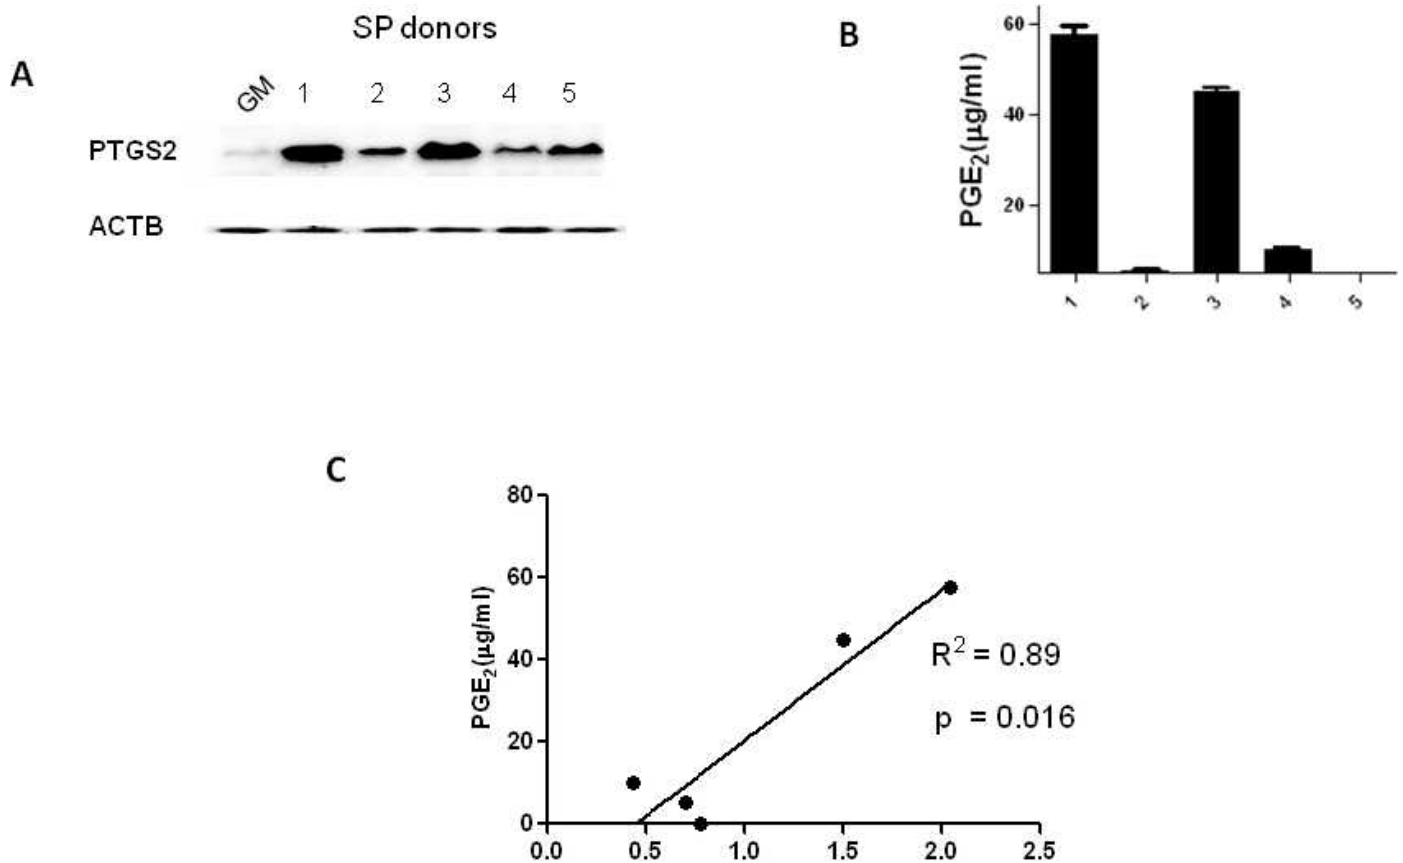 SP donors
A
GM 1 2 3 4 5
PTGS2
ACTB
B
PGE2(μg/ml)
60
40
20
1 2 3 4 5
C
PGE2(μg/ml)
80
60
40
20
0
0.0 0.5 1.0 1.5 2.0 2.5
R2 = 0.89
p = 0.016